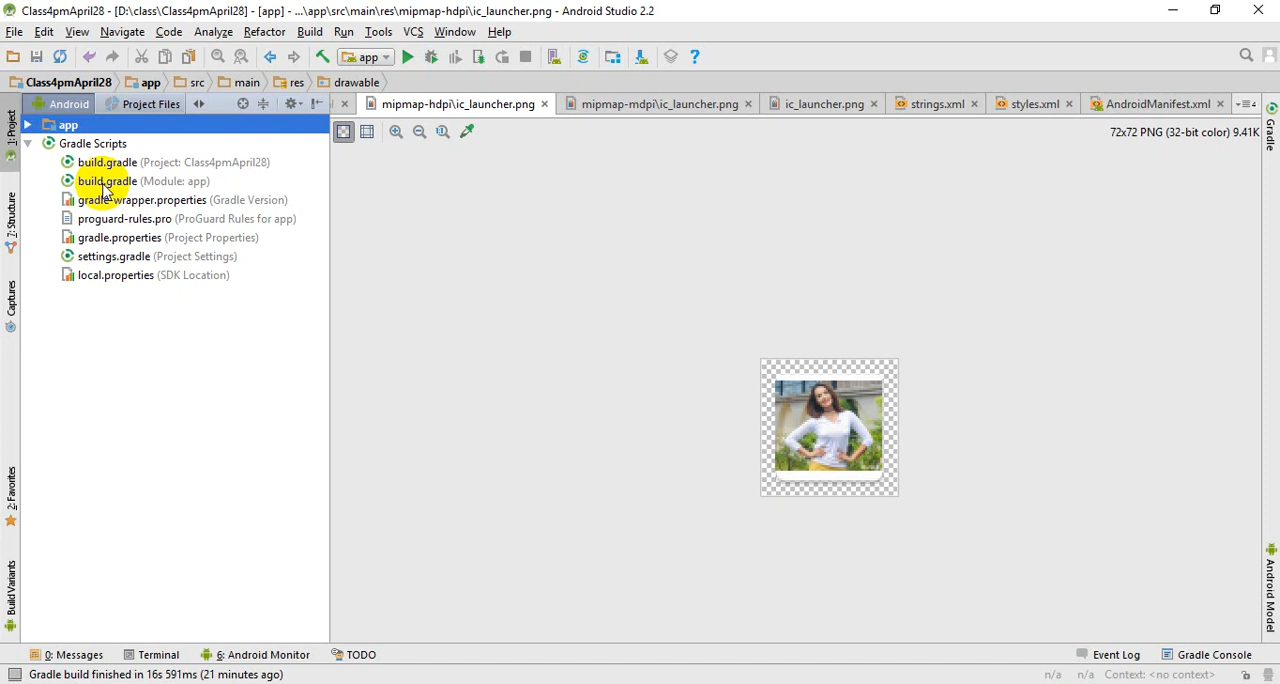 Class4pmApril28 - [D:\class\Class4pmApril28] - [app] - ...\app\src\main\res\mipmap-hdpi\ic_launcher.png - Android Studio 2.2
File Edit View Navigate Code Analyze Refactor Build Run Tools VCS Window Help
app
Class4pmApril28 app src main res drawable
Android Project Files mipmap-hdpi\ic_launcher.png mipmap-mdpi\ic_launcher.png ic_launcher.png strings.xml styles.xml AndroidManifest.xml 4
1: Project
7: Structure
Captures
2: Favorites
Build Variants
app
Gradle Scripts
build.gradle (Project: Class4pmApril28)
build.gradle (Module: app)
gradle-wrapper.properties (Gradle Version)
proguard-rules.pro (ProGuard Rules for app)
gradle.properties (Project Properties)
settings.gradle (Project Settings)
local.properties (SDK Location)
72x72 PNG (32-bit color) 9.41K
Gradle
Android Model
0: Messages Terminal 6: Android Monitor TODO Event Log Gradle Console
Gradle build finished in 16s 591ms (21 minutes ago) n/a n/a Context: <no context>